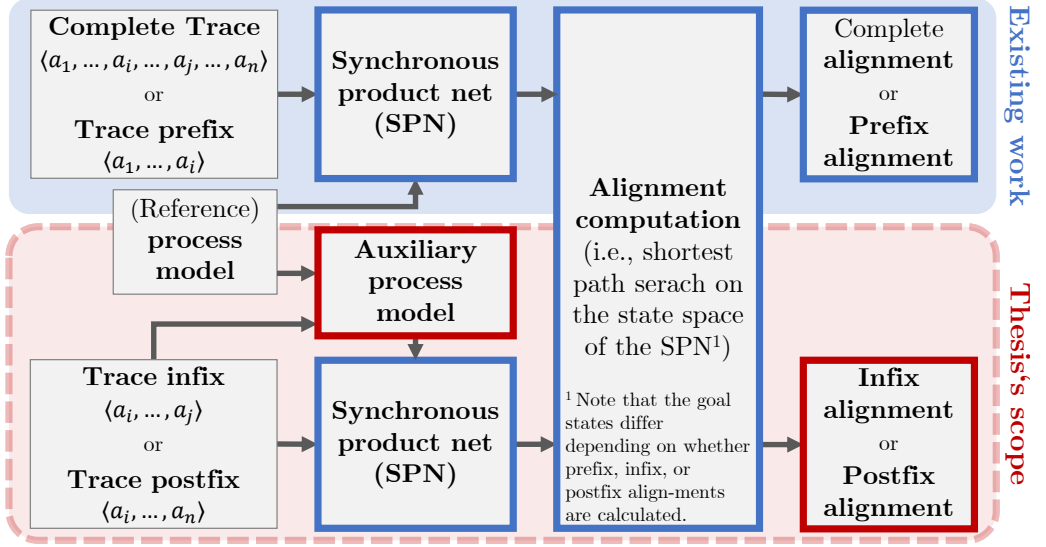 Complete Trace
⟨a₁, …, aᵢ, …, aⱼ, …, aₙ⟩
or
Trace prefix
⟨a₁, …, aᵢ⟩
Synchronous
product net
(SPN)
Complete
alignment
or
Prefix
alignment
Existing work
(Reference)
process
model
Auxiliary
process
model
Alignment
computation
(i.e., shortest
path serach on
the state space
of the SPN¹)
¹ Note that the goal
states differ
depending on whether
prefix, infix, or
postfix align-ments
are calculated.
Trace infix
⟨aᵢ, …, aⱼ⟩
or
Trace postfix
⟨aᵢ, …, aₙ⟩
Synchronous
product net
(SPN)
Infix
alignment
or
Postfix
alignment
Thesis‘s scope